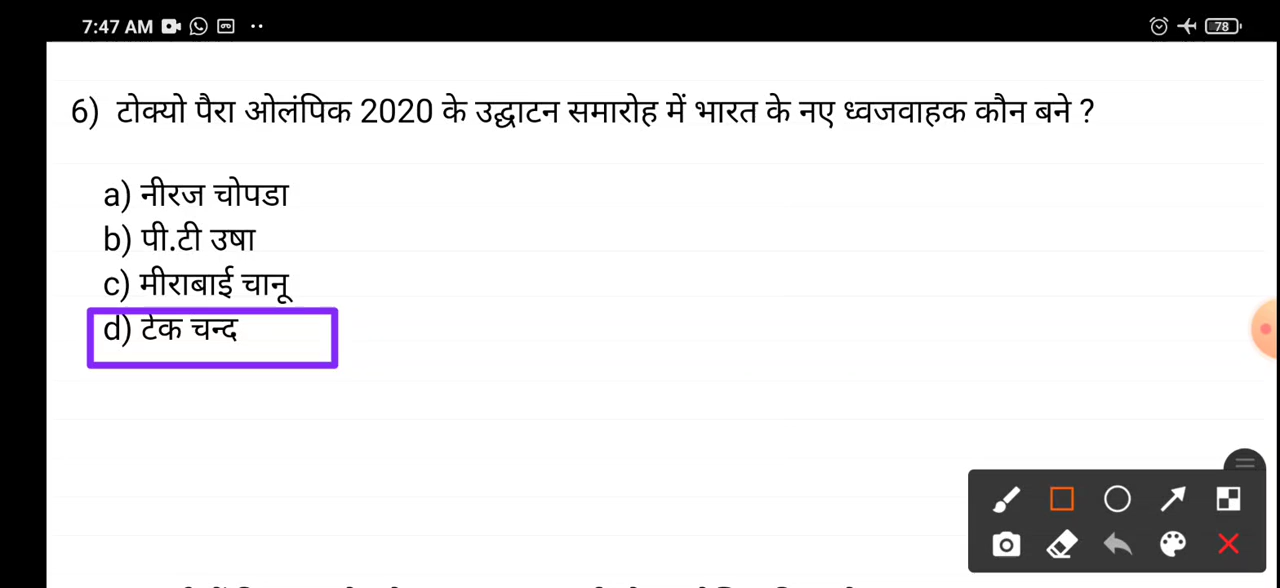 7:47 AM
78
6) टोक्यो पैरा ओलंपिक 2020 के उद्घाटन समारोह में भारत के नए ध्वजवाहक कौन बने ?
a) नीरज चोपडा
b) पी.टी उषा
c) मीराबाई चानू
d) टेक चन्द